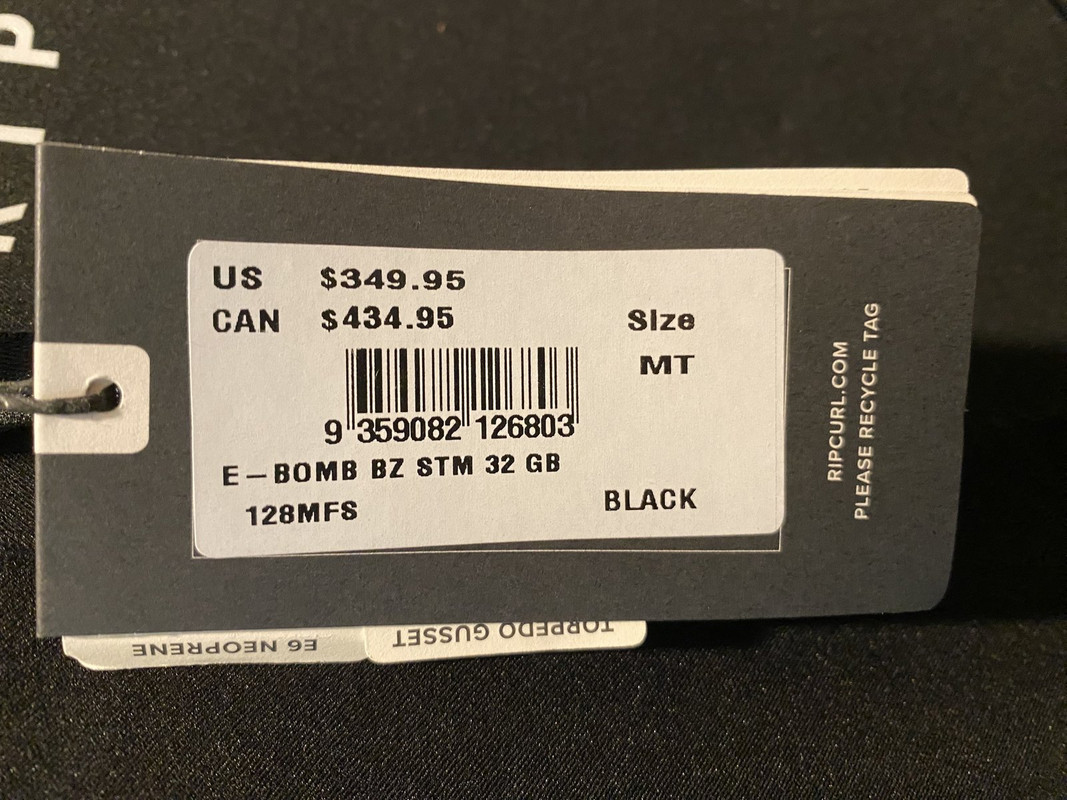 US $349.95
CAN $434.95
Size
MT
9 359082 126803
E-BOMB BZ STM 32 GB
128MFS
BLACK
RIPCURL.COM
PLEASE RECYCLE TAG
E6 NEOPRENE
TORPEDO GUSSET